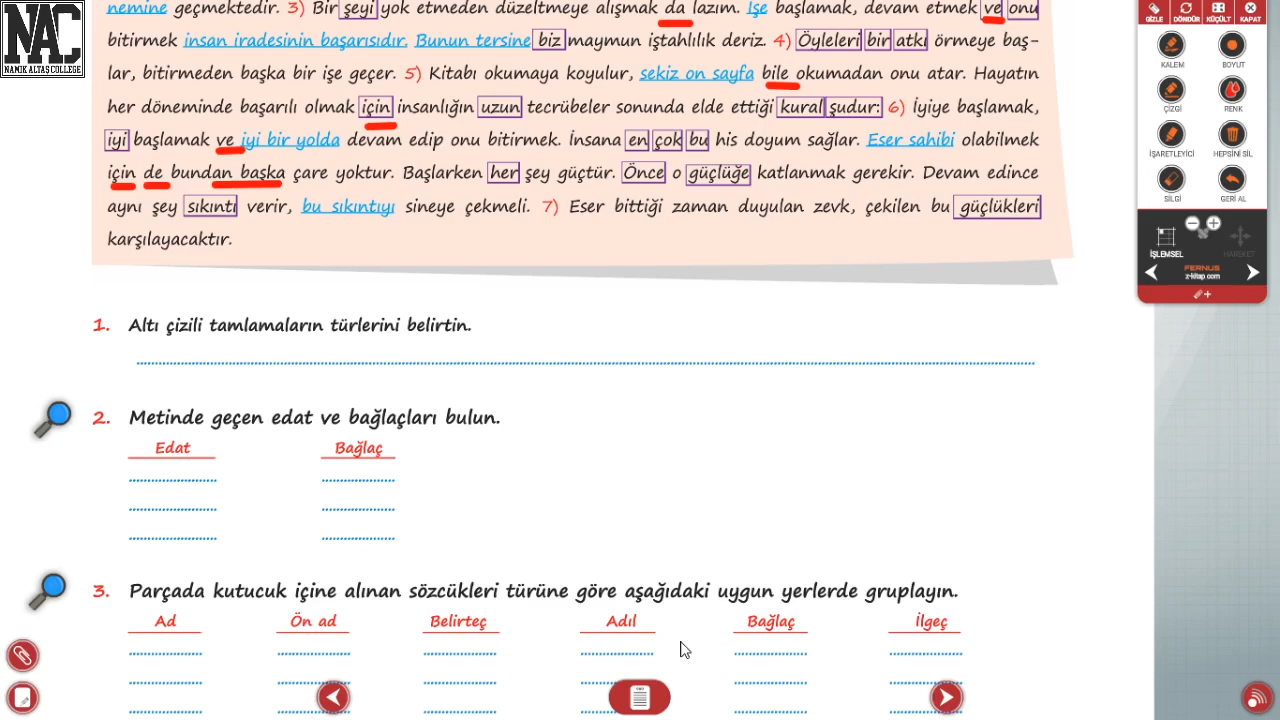 nemine geçmektedir. 3) Bir şeyi yok etmeden düzeltmeye alışmak da lazım. İşe başlamak, devam etmek ve onu
bitirmek insan iradesinin başarısıdır. Bunun tersine biz maymun iştahlılık deriz. 4) Öyleleri bir atkı örmeye baş-
lar, bitirmeden başka bir işe geçer. 5) Kitabı okumaya koyulur, sekiz on sayfa bile okumadan onu atar. Hayatın
her döneminde başarılı olmak için insanlığın uzun tecrübeler sonunda elde ettiği kural şudur: 6) İyiye başlamak,
iyi başlamak ve iyi bir yolda devam edip onu bitirmek. İnsana en çok bu his doyum sağlar. Eser sahibi olabilmek
için de bundan başka çare yoktur. Başlarken her şey güçtür. Önce o güçlüğe katlanmak gerekir. Devam edince
aynı şey sıkıntı verir, bu sıkıntıyı sineye çekmeli. 7) Eser bittiği zaman duyulan zevk, çekilen bu güçlükleri
karşılayacaktır.
1. Altı çizili tamlamaların türlerini belirtin.
2. Metinde geçen edat ve bağlaçları bulun.
Edat Bağlaç
3. Parçada kutucuk içine alınan sözcükleri türüne göre aşağıdaki uygun yerlerde gruplayın.
Ad Ön ad Belirteç Adıl Bağlaç İlgeç
NAC
NAMIK ALTAŞ COLLEGE
GİZLE DÖNDÜR KÜÇÜLT KAPAT
KALEM BOYUT
ÇİZGİ RENK
İŞARETLEYİCİ HEPSİNİ SİL
SİLGİ GERİ AL
İŞLEMSEL HAREKET
FERNUS
z-kitap.com